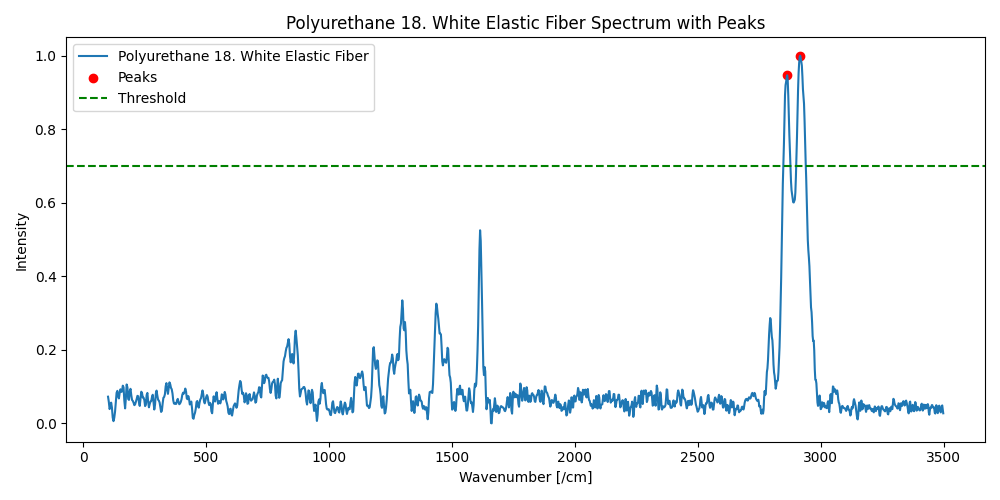 Polyurethane 18. White Elastic Fiber Spectrum with Peaks
Polyurethane 18. White Elastic Fiber
Peaks
Threshold
1.0
0.8
0.6
0.4
0.2
0.0
Intensity
0 500 1000 1500 2000 2500 3000 3500
Wavenumber [/cm]